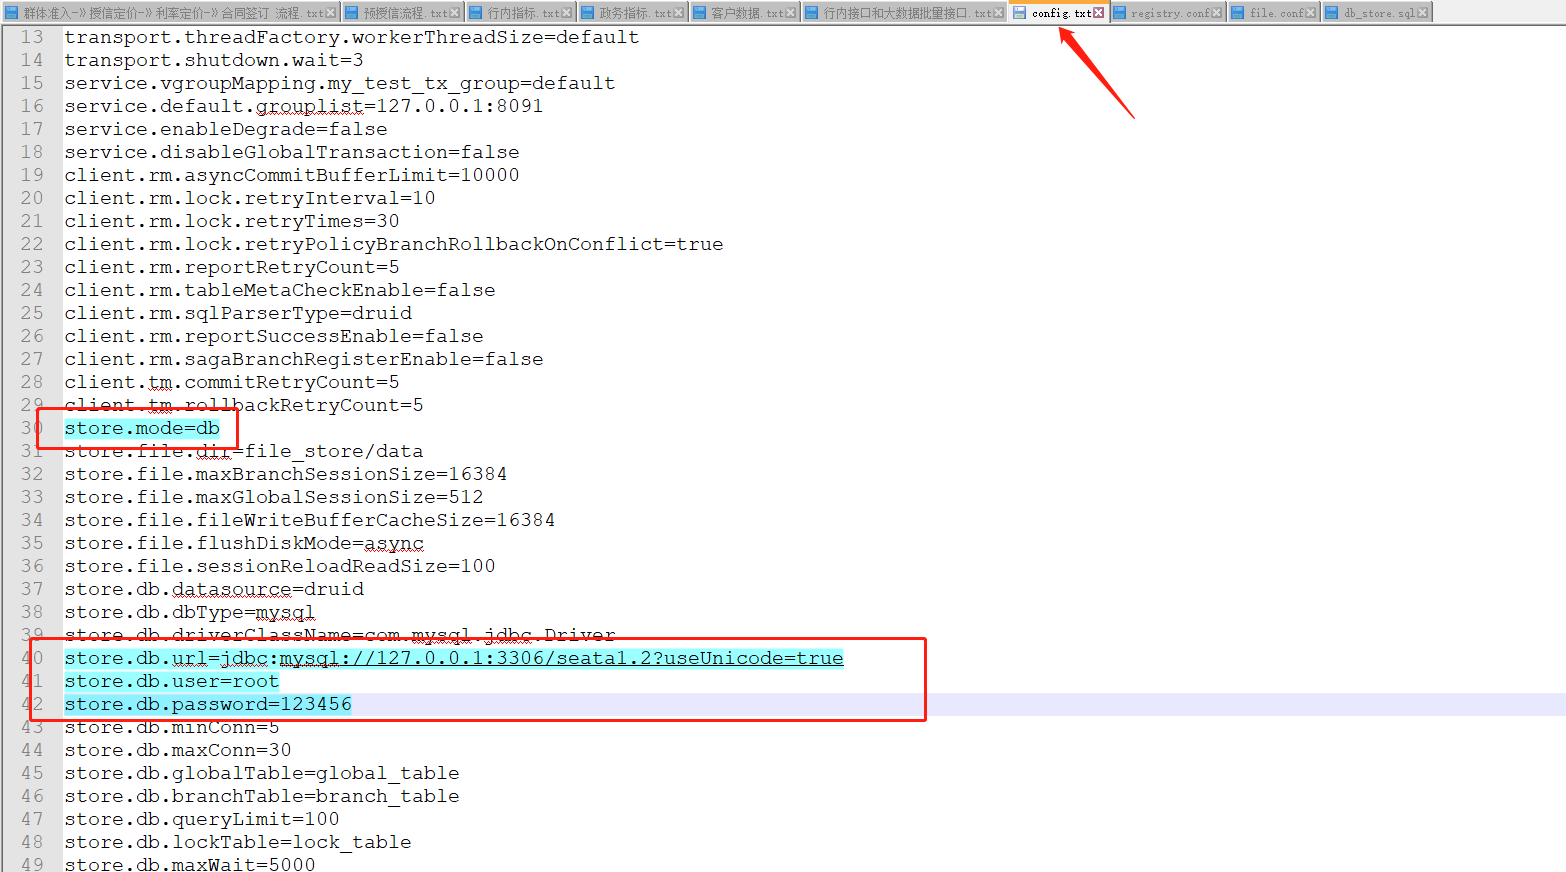 群体准入-》授信定价-》利率定价-》合同签订 流程.txt 预授信流程.txt 行内指标.txt 政务指标.txt 客户数据.txt 行内接口和大数据批量接口.txt config.txt registry.conf file.conf db_store.sql
13 transport.threadFactory.workerThreadSize=default
14 transport.shutdown.wait=3
15 service.vgroupMapping.my_test_tx_group=default
16 service.default.grouplist=127.0.0.1:8091
17 service.enableDegrade=false
18 service.disableGlobalTransaction=false
19 client.rm.asyncCommitBufferLimit=10000
20 client.rm.lock.retryInterval=10
21 client.rm.lock.retryTimes=30
22 client.rm.lock.retryPolicyBranchRollbackOnConflict=true
23 client.rm.reportRetryCount=5
24 client.rm.tableMetaCheckEnable=false
25 client.rm.sqlParserType=druid
26 client.rm.reportSuccessEnable=false
27 client.rm.sagaBranchRegisterEnable=false
28 client.tm.commitRetryCount=5
29 client.tm.rollbackRetryCount=5
30 store.mode=db
31 store.file.dir=file_store/data
32 store.file.maxBranchSessionSize=16384
33 store.file.maxGlobalSessionSize=512
34 store.file.fileWriteBufferCacheSize=16384
35 store.file.flushDiskMode=async
36 store.file.sessionReloadReadSize=100
37 store.db.datasource=druid
38 store.db.dbType=mysql
39 store.db.driverClassName=com.mysql.jdbc.Driver
40 store.db.url=jdbc:mysql://127.0.0.1:3306/seata1.2?useUnicode=true
41 store.db.user=root
42 store.db.password=123456
43 store.db.minConn=5
44 store.db.maxConn=30
45 store.db.globalTable=global_table
46 store.db.branchTable=branch_table
47 store.db.queryLimit=100
48 store.db.lockTable=lock_table
49 store.db.maxWait=5000